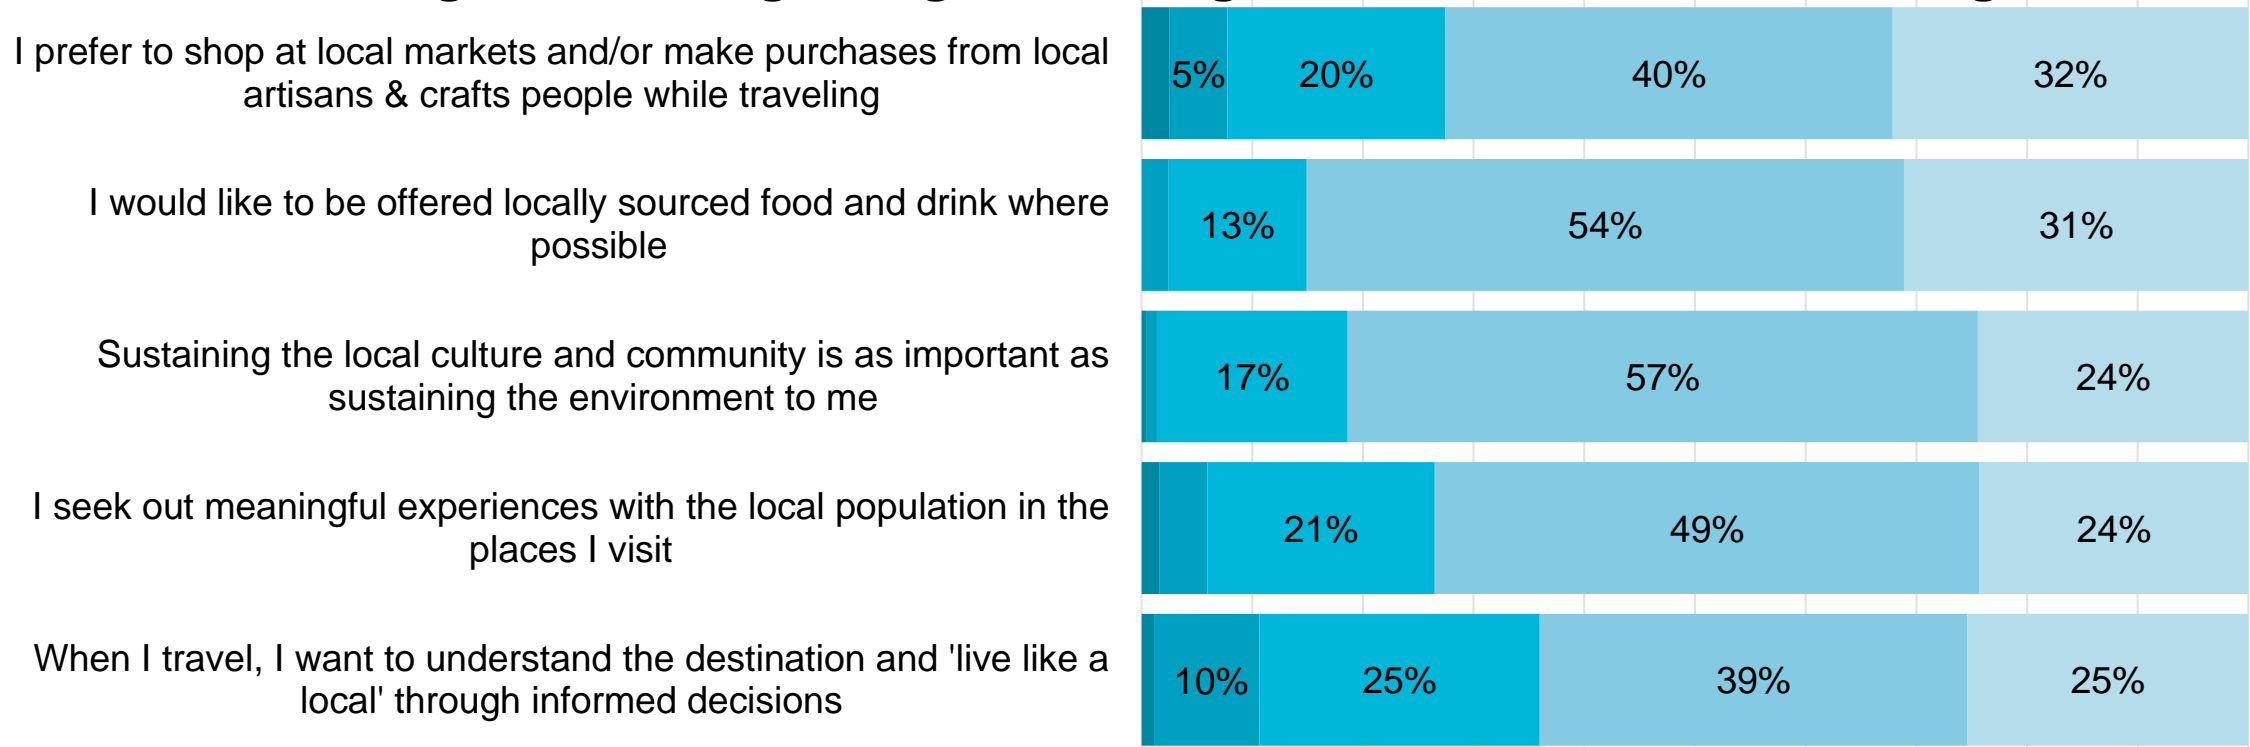 I prefer to shop at local markets and/or make purchases from local
artisans & crafts people while traveling
5% 20% 40% 32%
I would like to be offered locally sourced food and drink where
possible
13% 54% 31%
Sustaining the local culture and community is as important as
sustaining the environment to me
17% 57% 24%
I seek out meaningful experiences with the local population in the
places I visit
21% 49% 24%
When I travel, I want to understand the destination and 'live like a
local' through informed decisions
10% 25% 39% 25%